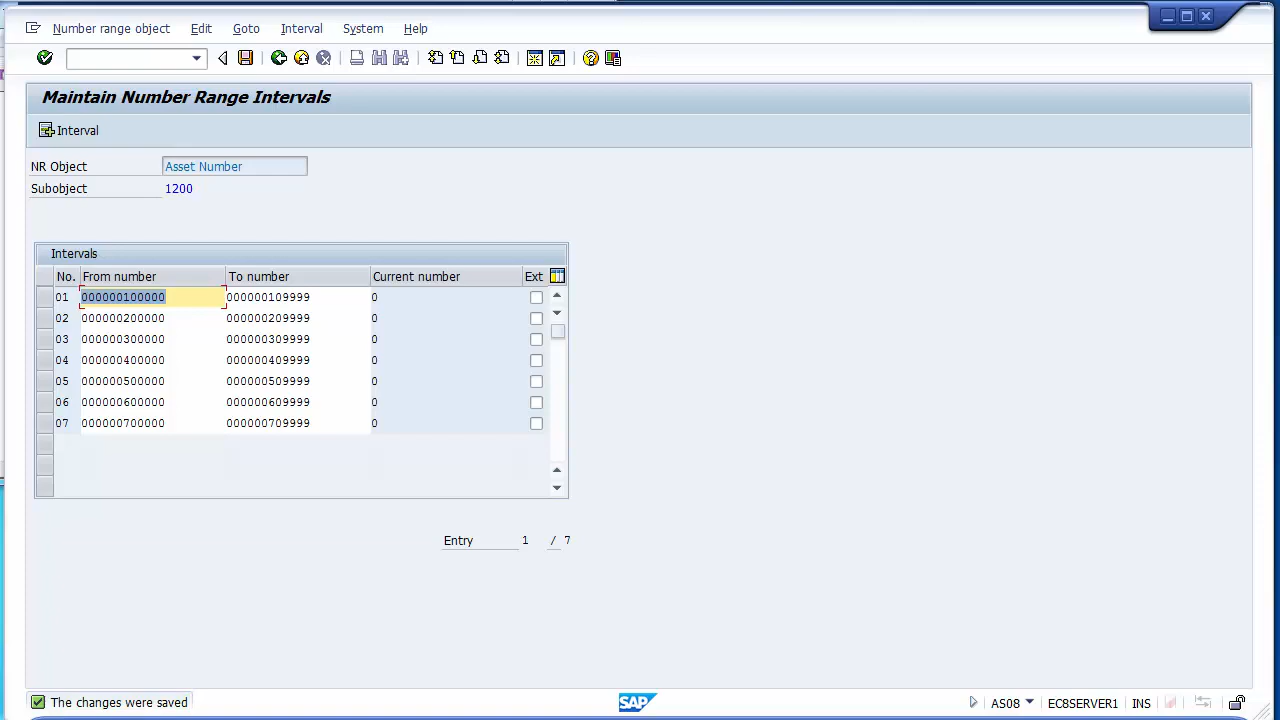 Number range object Edit Goto Interval System Help
Maintain Number Range Intervals
Interval
NR Object Asset Number
Subobject 1200
Intervals
No. From number To number Current number Ext
01 000000100000 000000109999 0
02 000000200000 000000209999 0
03 000000300000 000000309999 0
04 000000400000 000000409999 0
05 000000500000 000000509999 0
06 000000600000 000000609999 0
07 000000700000 000000709999 0
Entry 1 / 7
The changes were saved SAP AS08 EC8SERVER1 INS